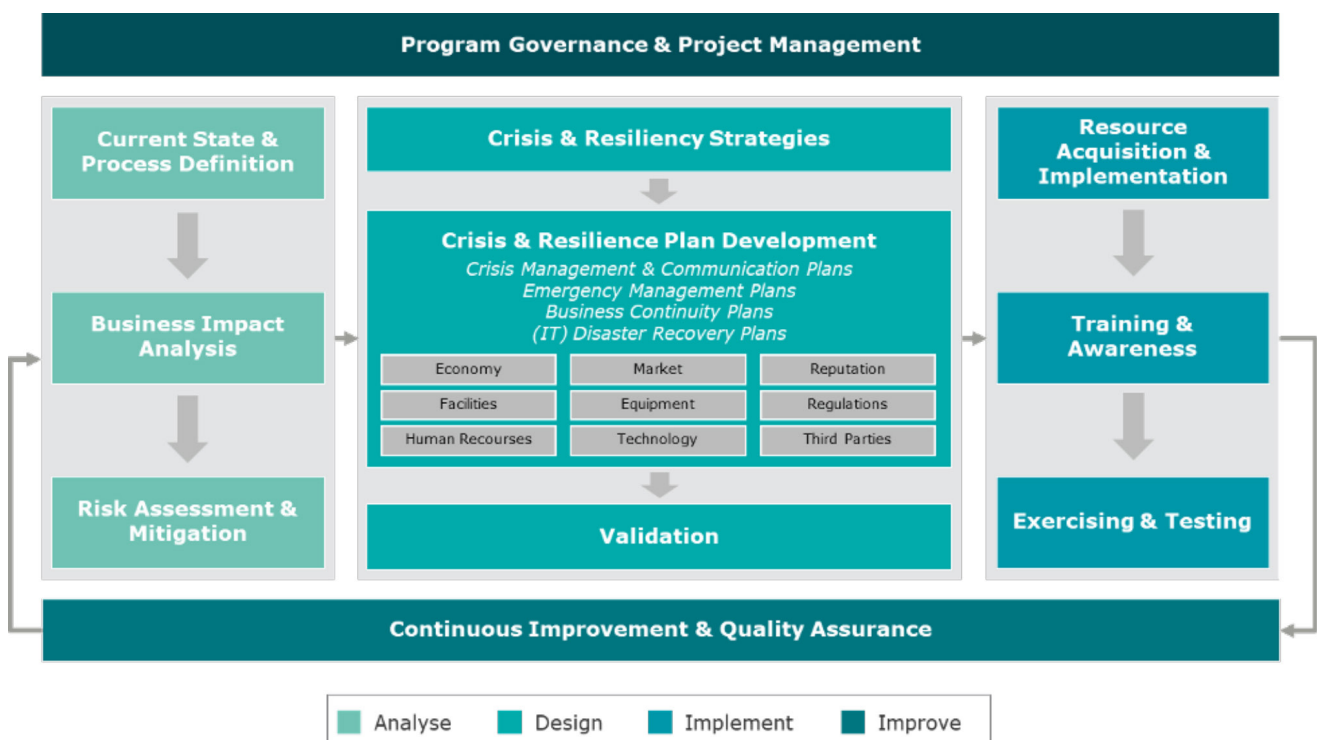 Program Governance & Project Management
Current State &
Process Definition
Business Impact
Analysis
Risk Assessment &
Mitigation
Crisis & Resiliency Strategies
Crisis & Resilience Plan Development
Crisis Management & Communication Plans
Emergency Management Plans
Business Continuity Plans
(IT) Disaster Recovery Plans
Economy
Market
Reputation
Facilities
Equipment
Regulations
Human Recourses
Technology
Third Parties
Validation
Resource
Acquisition &
Implementation
Training &
Awareness
Exercising & Testing
Continuous Improvement & Quality Assurance
Analyse
Design
Implement
Improve